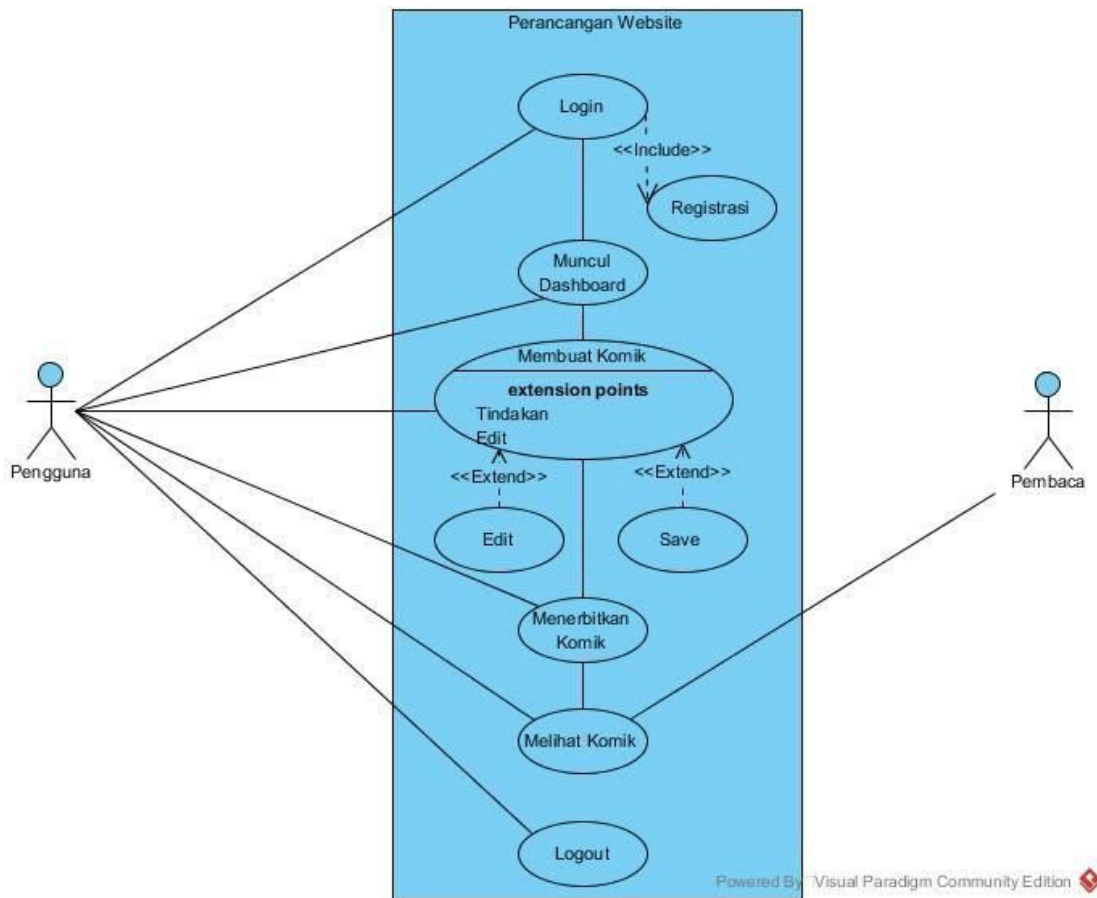 Perancangan Website
Login
<<Include>>
Registrasi
Muncul
Dashboard
Membuat Komik
extension points
Tindakan
Edit
<<Extend>>
<<Extend>>
Pengguna
Pembaca
Edit
Save
Menerbitkan
Komik
Melihat Komik
Logout
Powered By Visual Paradigm Community Edition